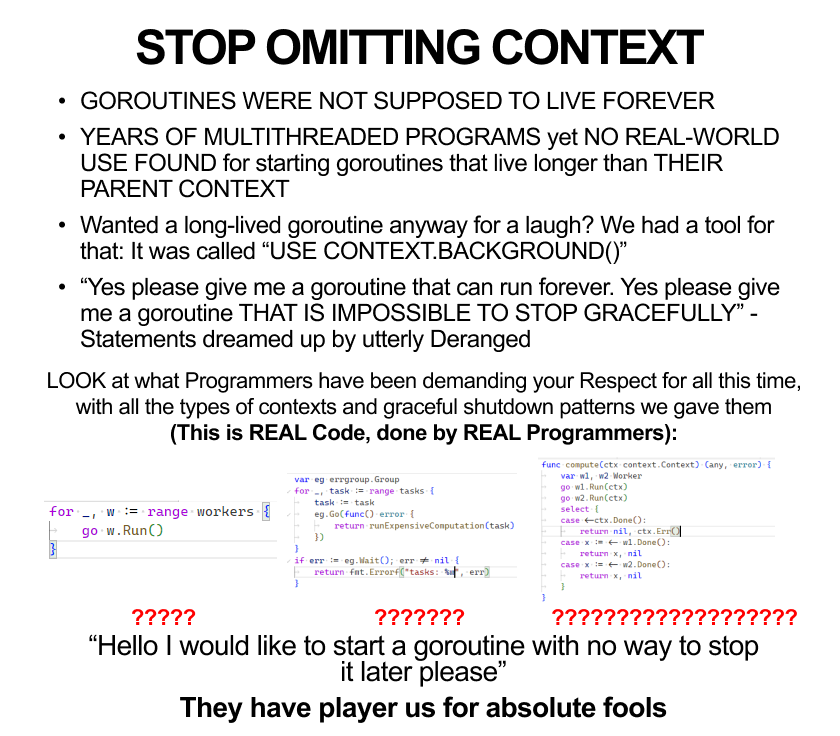 STOP OMITTING CONTEXT
• GOROUTINES WERE NOT SUPPOSED TO LIVE FOREVER
• YEARS OF MULTITHREADED PROGRAMS yet NO REAL-WORLD
USE FOUND for starting goroutines that live longer than THEIR
PARENT CONTEXT
• Wanted a long-lived goroutine anyway for a laugh? We had a tool for
that: It was called “USE CONTEXT.BACKGROUND()”
• “Yes please give me a goroutine that can run forever. Yes please give
me a goroutine THAT IS IMPOSSIBLE TO STOP GRACEFULLY” -
Statements dreamed up by utterly Deranged
LOOK at what Programmers have been demanding your Respect for all this time,
with all the types of contexts and graceful shutdown patterns we gave them
(This is REAL Code, done by REAL Programmers):
for _, w := range workers {
go w.Run()
}
var eg errgroup.Group
for _, task := range tasks {
task := task
eg.Go(func() error {
return runExpensiveComputation(task)
})
}
if err := eg.Wait(); err ≠ nil {
return fmt.Errorf("tasks: %w", err)
}
func compute(ctx context.Context) (any, error) {
var w1, w2 Worker
go w1.Run(ctx)
go w2.Run(ctx)
select {
case ←ctx.Done():
return nil, ctx.Err()
case x := ← w1.Done():
return x, nil
case x := ← w2.Done():
return x, nil
}
}
?????
???????
???????????????????
“Hello I would like to start a goroutine with no way to stop
it later please”
They have player us for absolute fools